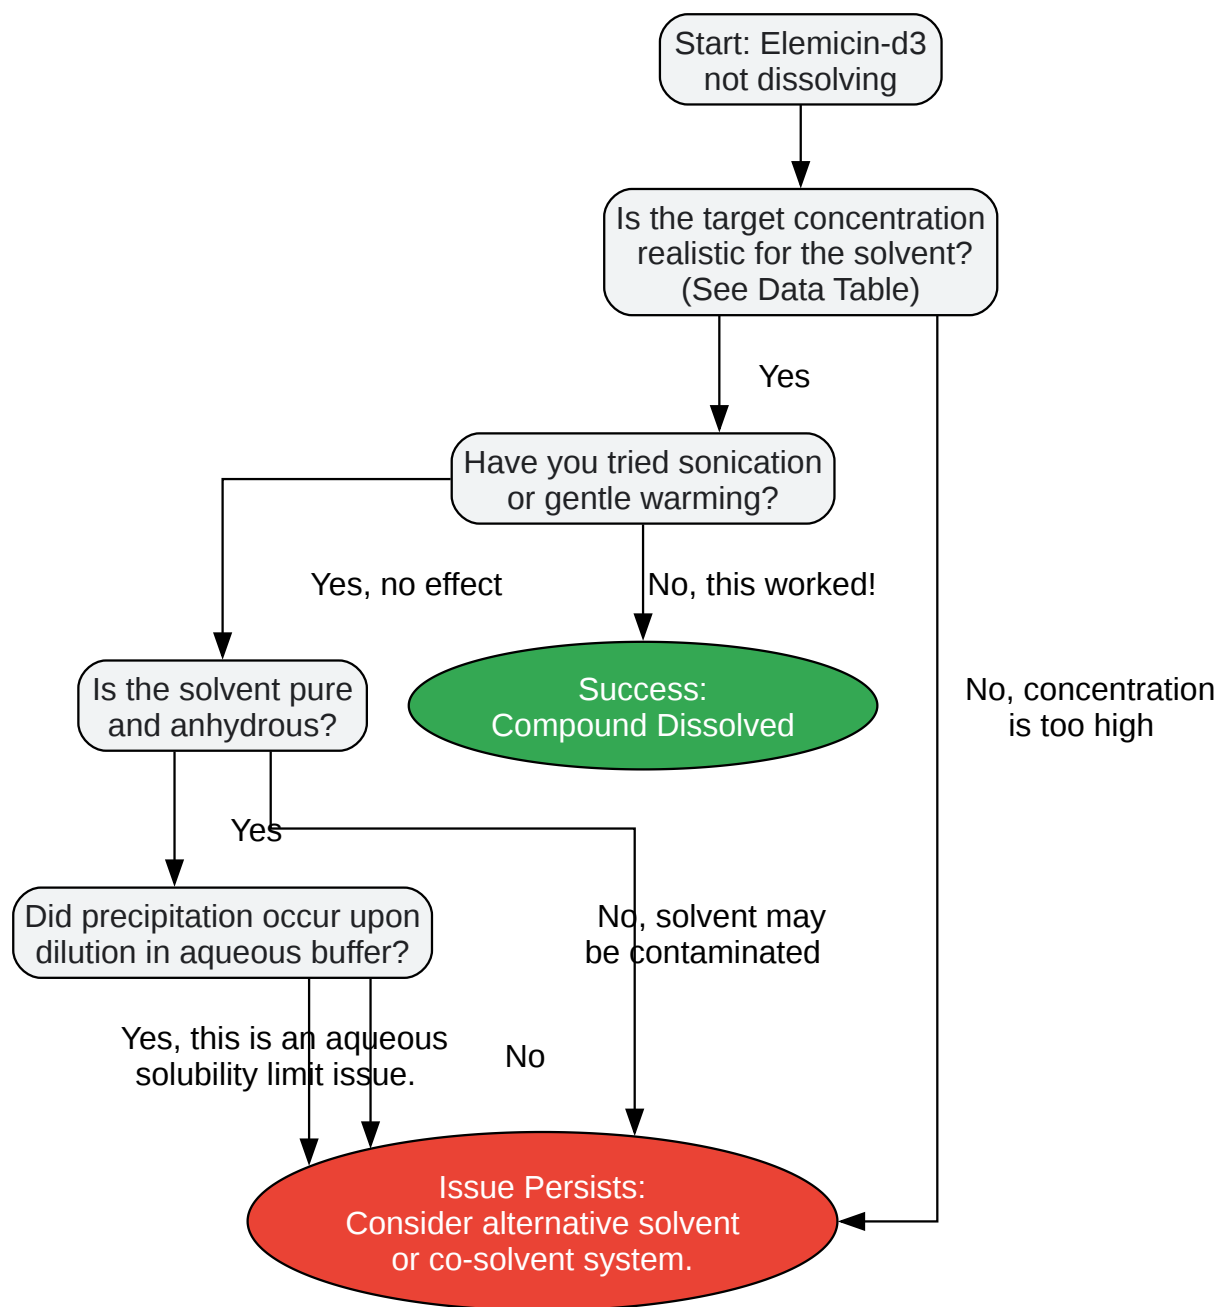 Start: Elemicin-d3
not dissolving
Is the target concentration
realistic for the solvent?
(See Data Table)
Yes
Have you tried sonication
or gentle warming?
Yes, no effect
No, this worked!
Is the solvent pure
and anhydrous?
Success:
Compound Dissolved
No, concentration
is too high
Yes
Did precipitation occur upon
dilution in aqueous buffer?
No, solvent may
be contaminated
Yes, this is an aqueous
solubility limit issue.
No
Issue Persists:
Consider alternative solvent
or co-solvent system.